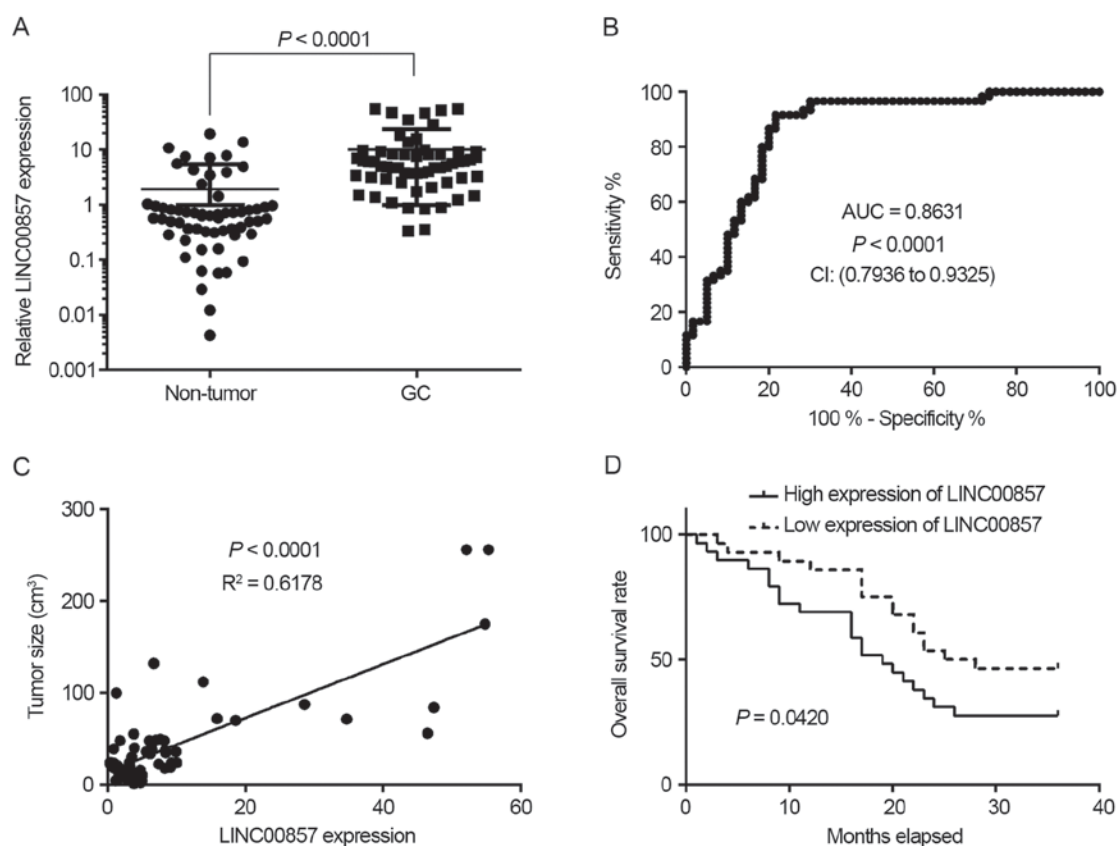 A
P < 0.0001
Relative LINC00857 expression
100
10
1
0.1
0.01
0.001
Non-tumor
GC
B
Sensitivity %
100
80
60
40
20
0
AUC = 0.8631
P < 0.0001
CI: (0.7936 to 0.9325)
0 20 40 60 80 100
100 % - Specificity %
C
Tumor size (cm³)
300
200
100
0
P < 0.0001
R² = 0.6178
0 20 40 60
LINC00857 expression
D
High expression of LINC00857
Low expression of LINC00857
Overall survival rate
100
50
0
P = 0.0420
0 10 20 30 40
Months elapsed